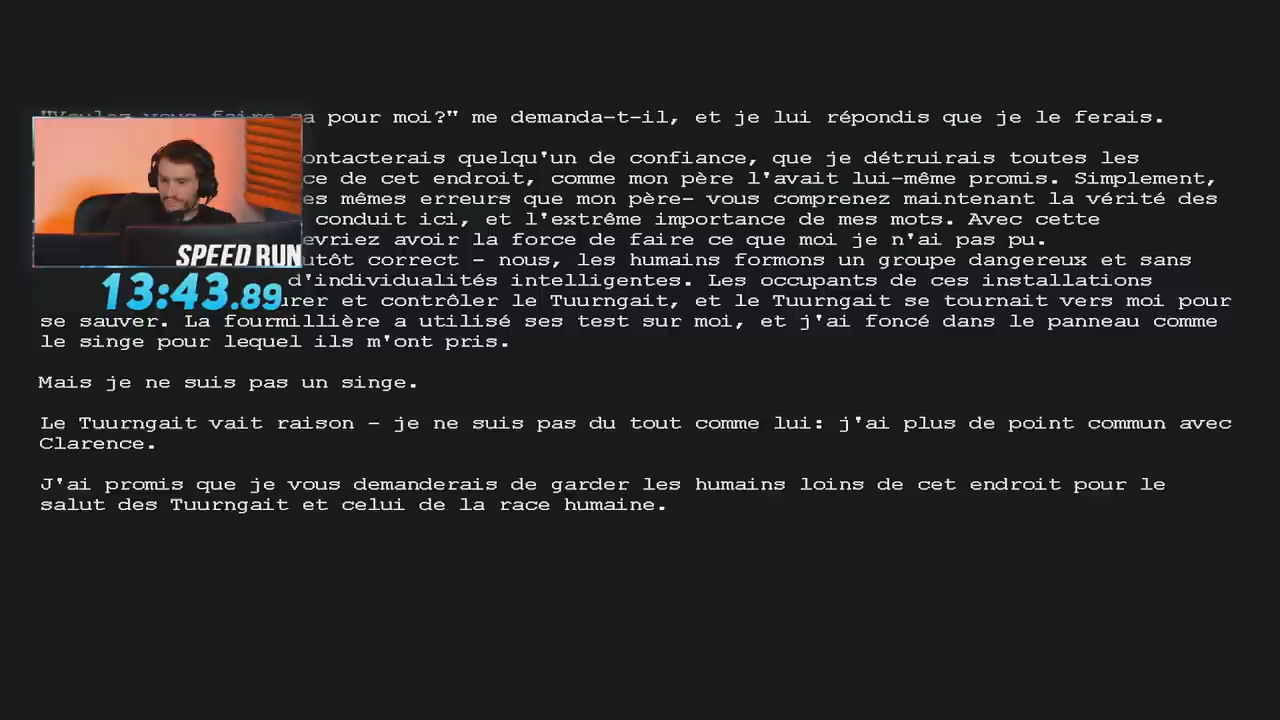 "Voulez vous faire ça pour moi?" me demanda-t-il, et je lui répondis que je le ferais.
ontacterais quelqu'un de confiance, que je détruirais toutes les
ce de cet endroit, comme mon père l'avait lui-même promis. Simplement,
es mêmes erreurs que mon père- vous comprenez maintenant la vérité des
conduit ici, et l'extrême importance de mes mots. Avec cette
evriez avoir la force de faire ce que moi je n'ai pas pu.
utôt correct - nous, les humains formons un groupe dangereux et sans
d'individualités intelligentes. Les occupants de ces installations
urer et contrôler le Tuurngait, et le Tuurngait se tournait vers moi pour
se sauver. La fourmillière a utilisé ses test sur moi, et j'ai foncé dans le panneau comme
le singe pour lequel ils m'ont pris.
Mais je ne suis pas un singe.
Le Tuurngait vait raison - je ne suis pas du tout comme lui: j'ai plus de point commun avec
Clarence.
J'ai promis que je vous demanderais de garder les humains loins de cet endroit pour le
salut des Tuurngait et celui de la race humaine.
SPEED RUN
13:43.89